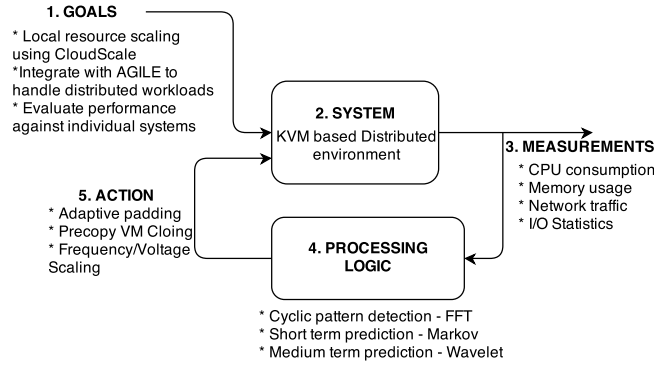 1. GOALS
* Local resource scaling
using CloudScale
*Integrate with AGILE to
handle distributed workloads
* Evaluate performance
against individual systems
2. SYSTEM
KVM based Distributed
environment
3. MEASUREMENTS
* CPU consumption
* Memory usage
* Network traffic
* I/O Statistics
4. PROCESSING
LOGIC
* Cyclic pattern detection - FFT
* Short term prediction - Markov
* Medium term prediction - Wavelet
5. ACTION
* Adaptive padding
* Precopy VM Cloing
* Frequency/Voltage
Scaling